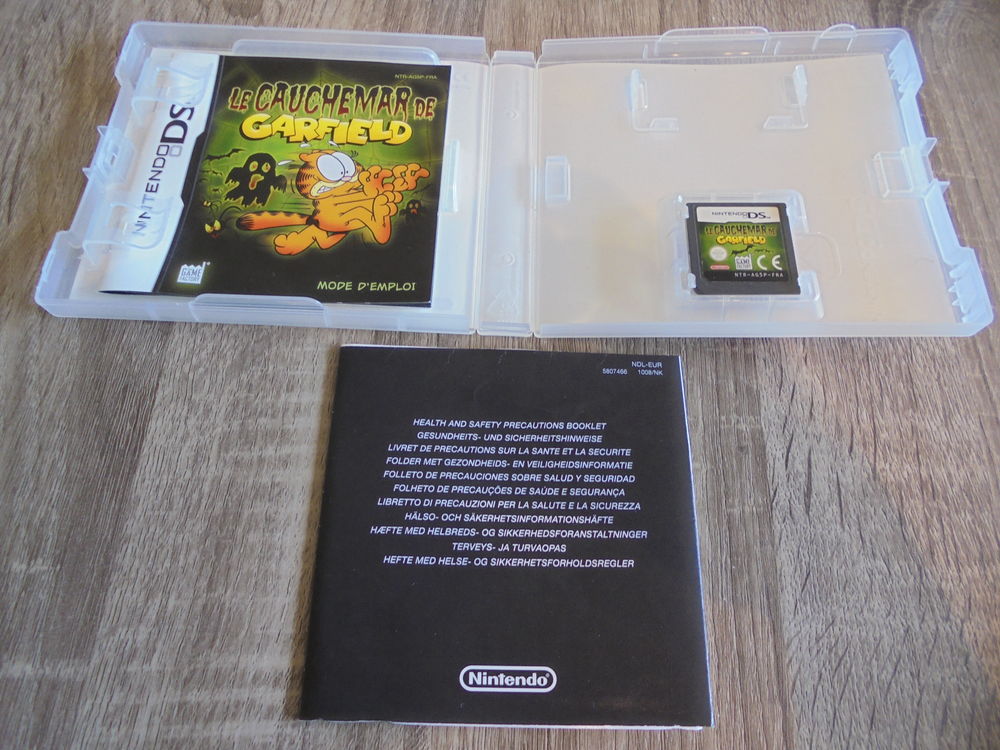 NTR-AG5P-FRA
LE CAUCHEMAR DE
GARFIELD
NINTENDO DS
THE
GAME
FACTORY
MODE D'EMPLOI
NINTENDO DS
LE CAUCHEMAR DE
GARFIELD
GAME
FACTORY
CE
NTR-AG5P-FRA
NDL-EUR
5807466 1008/NK
HEALTH AND SAFETY PRECAUTIONS BOOKLET
GESUNDHEITS- UND SICHERHEITSHINWEISE
LIVRET DE PRECAUTIONS SUR LA SANTE ET LA SECURITE
FOLDER MET GEZONDHEIDS- EN VEILIGHEIDSINFORMATIE
FOLLETO DE PRECAUCIONES SOBRE SALUD Y SEGURIDAD
FOLHETO DE PRECAUÇÕES DE SAÚDE E SEGURANÇA
LIBRETTO DI PRECAUZIONI PER LA SALUTE E LA SICUREZZA
HÄLSO- OCH SÄKERHETSINFORMATIONSHÄFTE
HÆFTE MED HELBREDS- OG SIKKERHEDSFORANSTALTNINGER
TERVEYS- JA TURVAOPAS
HEFTE MED HELSE- OG SIKKERHETSFORHOLDSREGLER
Nintendo